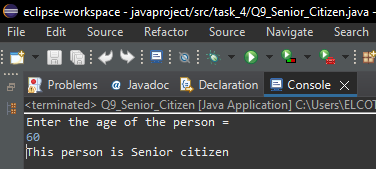 eclipse-workspace - javaproject/src/task_4/Q9_Senior_Citizen.java -
File Edit Source Refactor Source Navigate Search
Problems @ Javadoc Declaration Console
<terminated> Q9_Senior_Citizen [Java Application] C:\Users\ELCOT
Enter the age of the person =
60
This person is Senior citizen